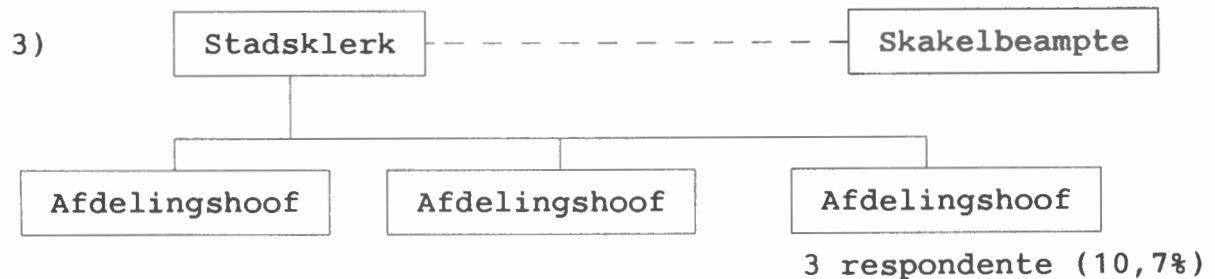 3) Stadsklerk Skakelbeampte
Afdelingshoof Afdelingshoof Afdelingshoof
3 respondente (10,7%)